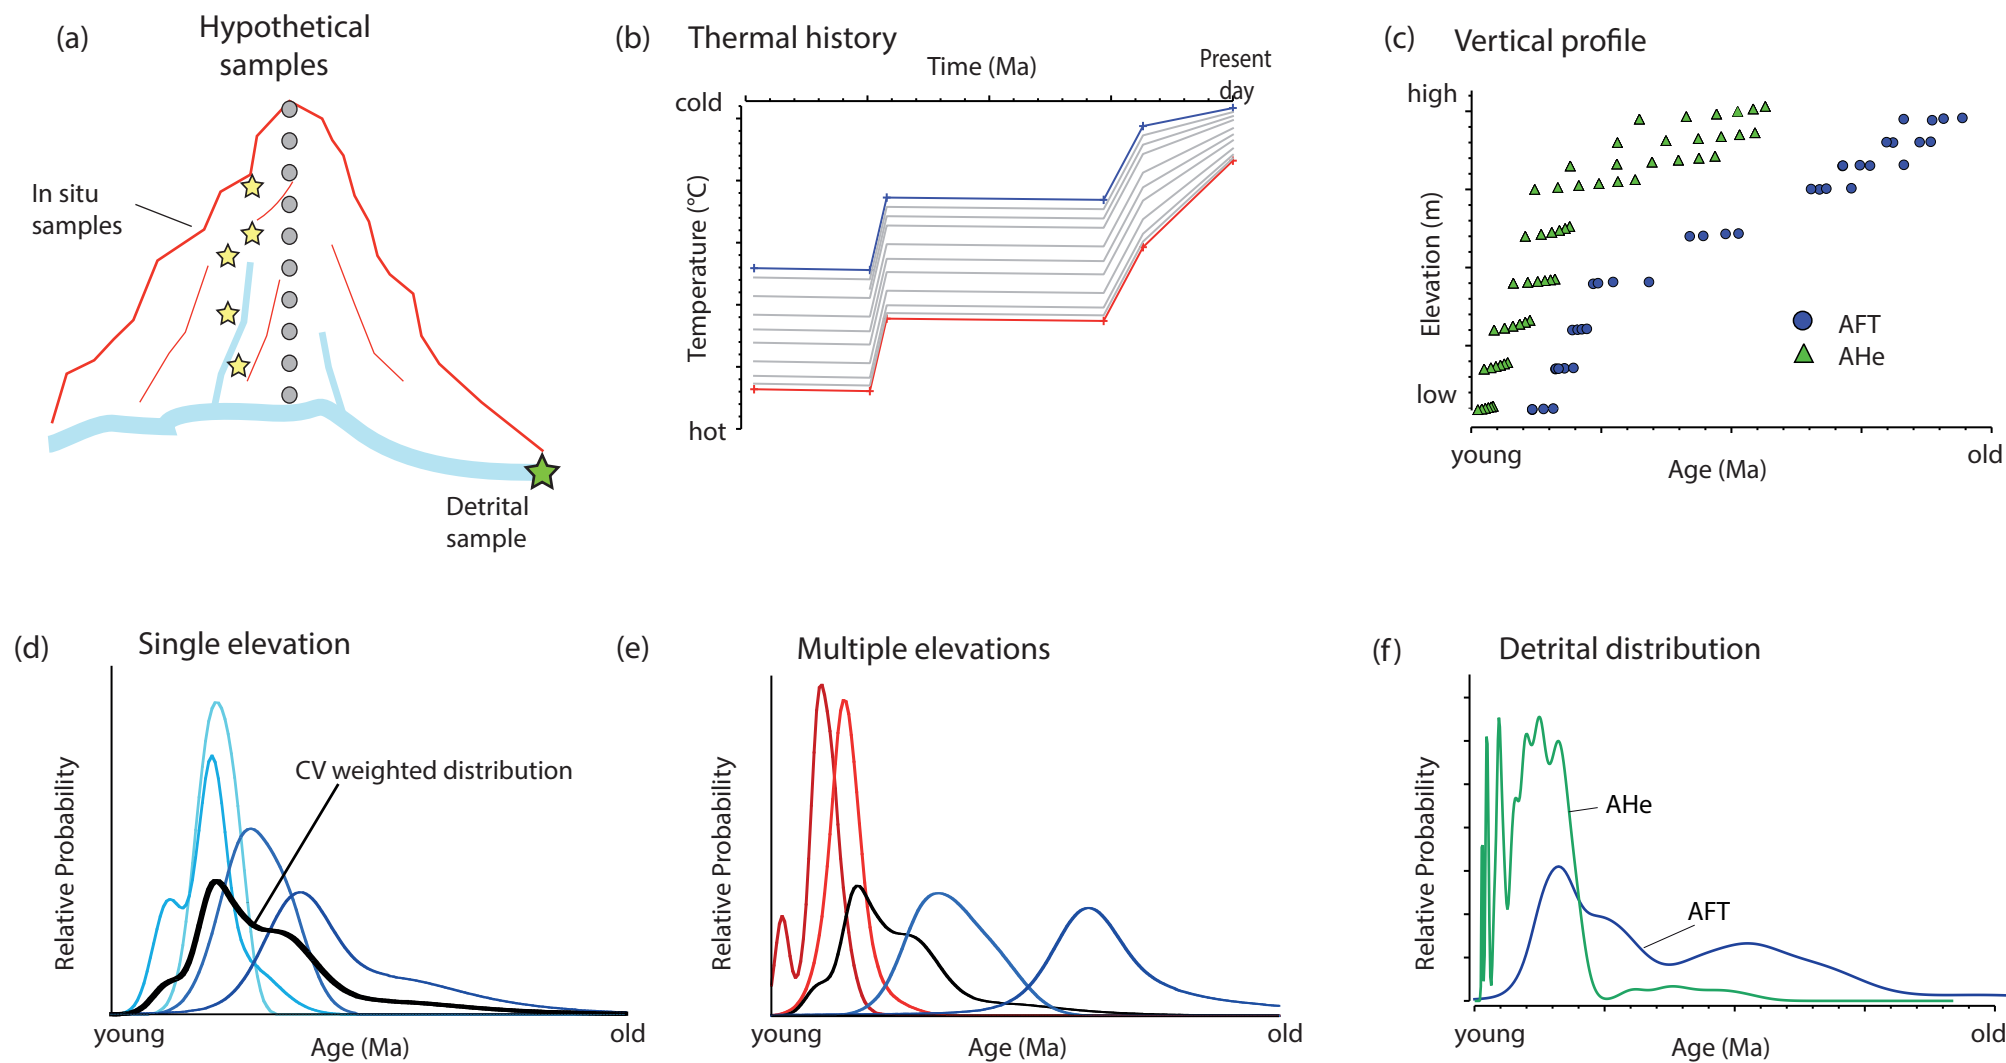 (a)
Hypothetical
samples
In situ
samples
Detrital
sample
(b)
Thermal history
Time (Ma)
Present
day
cold
Temperature (°C)
hot
(c)
Vertical profile
high
Elevation (m)
low
AFT
AHe
young
Age (Ma)
old
(d)
Single elevation
Relative Probability
CV weighted distribution
young
Age (Ma)
old
(e)
Multiple elevations
Relative Probability
young
Age (Ma)
old
(f)
Detrital distribution
Relative Probability
AHe
AFT
young
Age (Ma)
old